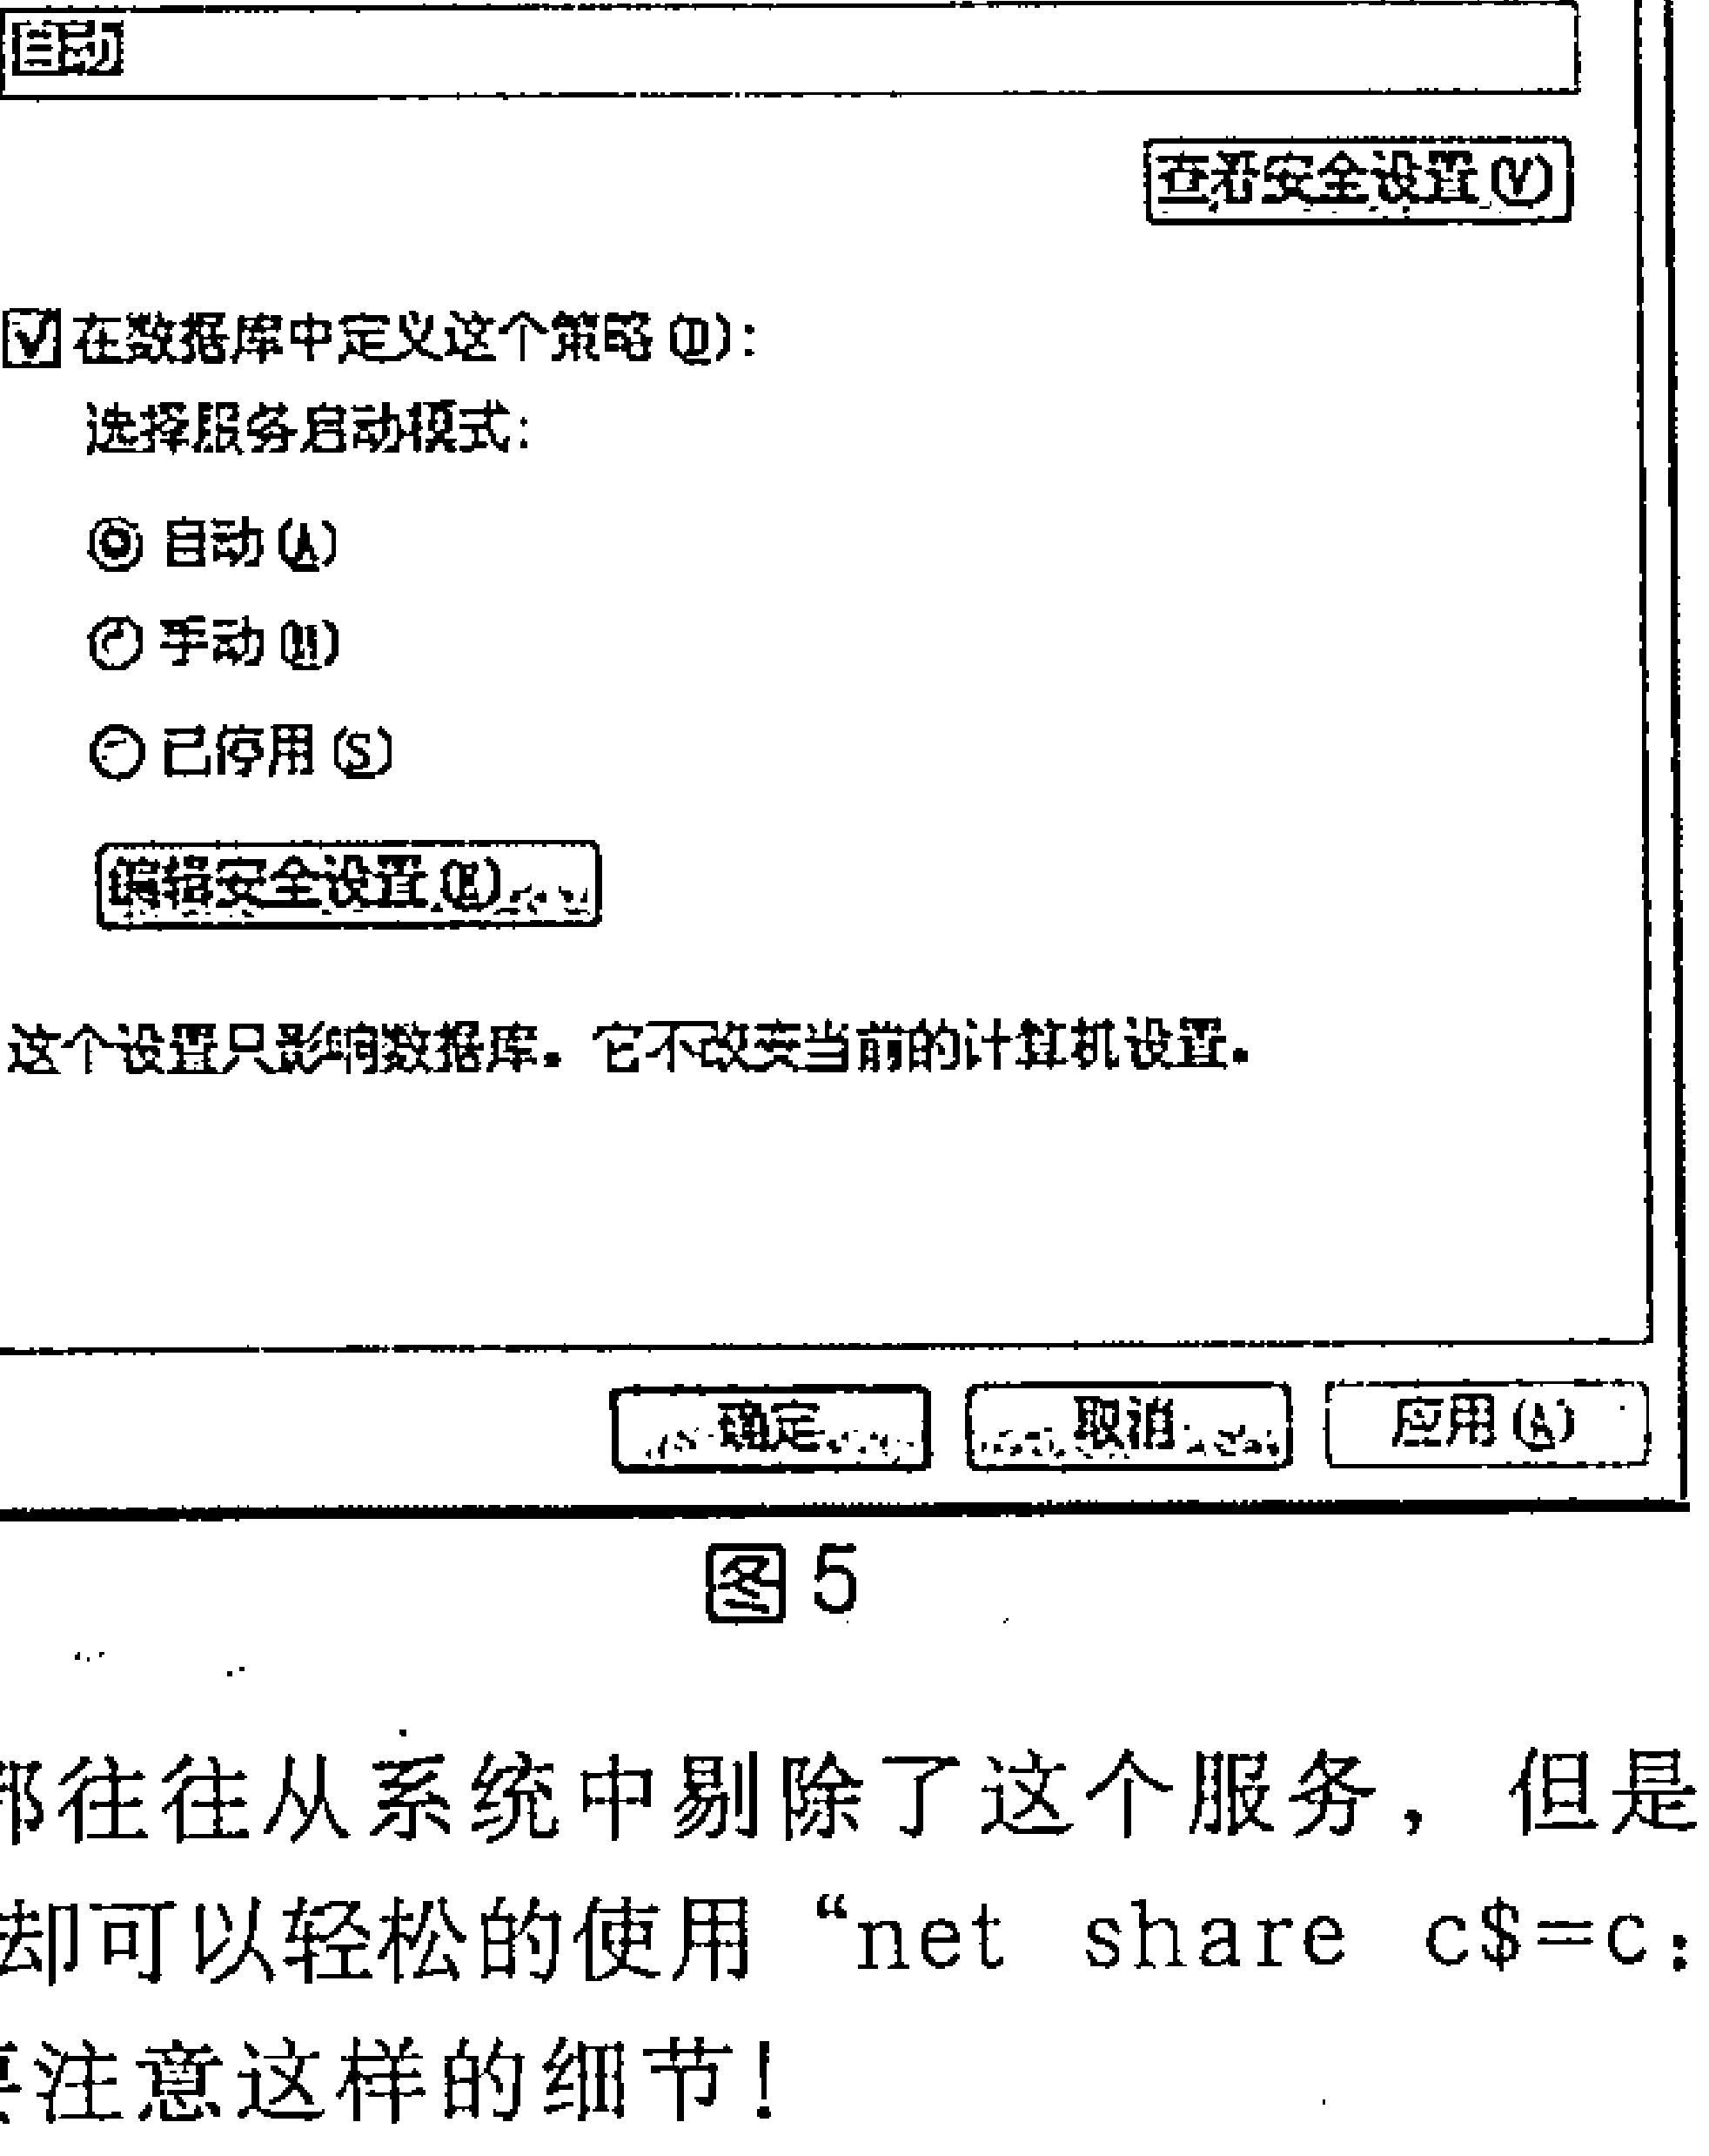 自动
查看安全设置(V)
在数据库中定义这个策略(D):
选择服务启动模式:
自动(A)
手动(M)
已停用(S)
编辑安全设置(E)
这个设置只影响数据库。它不改变当前的计算机设置。
确定 取消 应用(A)
图5
往往从系统中剔除了这个服务，但是
却可以轻松的使用“net share c$=c:
注意这样的细节！